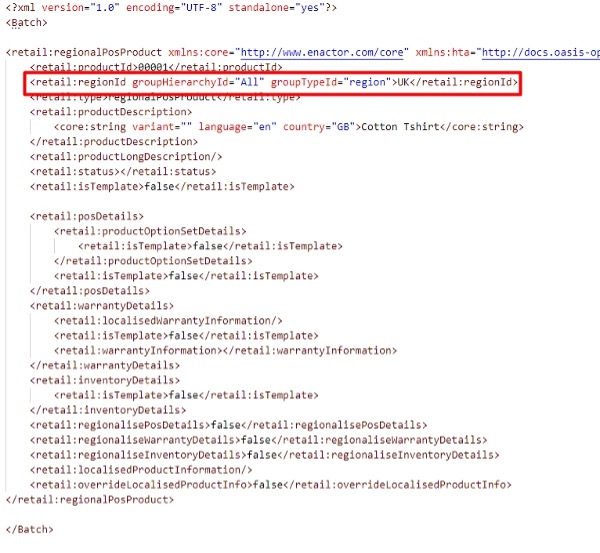 <?xml version="1.0" encoding="UTF-8" standalone="yes"?>
<Batch>
<retail:regionalPosProduct xmlns:core="http://www.enactor.com/core" xmlns:hta="http://docs.oasis-op
<retail:productId>00001</retail:productId>
<retail:regionId groupHierarchyId="All" groupTypeId="region">UK</retail:regionId>
<retail:type>regionalPosProduct</retail:type>
<retail:productDescription>
<core:string variant="" language="en" country="GB">Cotton Tshirt</core:string>
</retail:productDescription>
<retail:productLongDescription/>
<retail:status></retail:status>
<retail:isTemplate>false</retail:isTemplate>
<retail:posDetails>
<retail:productOptionSetDetails>
<retail:isTemplate>false</retail:isTemplate>
</retail:productOptionSetDetails>
<retail:isTemplate>false</retail:isTemplate>
</retail:posDetails>
<retail:warrantyDetails>
<retail:localisedWarrantyInformation/>
<retail:isTemplate>false</retail:isTemplate>
<retail:warrantyInformation></retail:warrantyInformation>
</retail:warrantyDetails>
<retail:inventoryDetails>
<retail:isTemplate>false</retail:isTemplate>
</retail:inventoryDetails>
<retail:regionalisePosDetails>false</retail:regionalisePosDetails>
<retail:regionaliseWarrantyDetails>false</retail:regionaliseWarrantyDetails>
<retail:regionaliseInventoryDetails>false</retail:regionaliseInventoryDetails>
<retail:localisedProductInformation/>
<retail:overrideLocalisedProductInfo>false</retail:overrideLocalisedProductInfo>
</retail:regionalPosProduct>
</Batch>